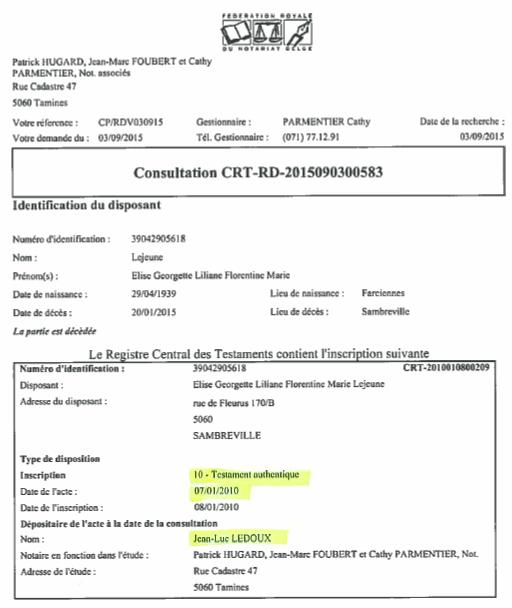 FEDERATION ROYALE
DU NOTARIAT BELGE
Patrick HUGARD, Jean-Marc FOUBERT et Cathy
PARMENTIER, Not. associés
Rue Cadastre 47
5060 Tamines
Votre réference : CP/RDV030915 Gestionnaire : PARMENTIER Cathy Date de la recherche :
Votre demande du : 03/09/2015 Tél. Gestionnaire : (071) 77.12.91 03/09/2015
Consultation CRT-RD-2015090300583
Identification du disposant
Numéro d'identification : 39042905618
Nom : Lejeune
Prénom(s) : Elise Georgette Liliane Florentine Marie
Date de naissance : 29/04/1939 Lieu de naissance : Farciennes
Date de décès : 20/01/2015 Lieu de décès : Sambreville
La partie est décédée
Le Registre Central des Testaments contient l'inscription suivante
Numéro d'identification : 39042905618 CRT-2010010800209
Disposant : Elise Georgette Liliane Florentine Marie Lejeune
Adresse du disposant : rue de Fleurus 170/B
5060
SAMBREVILLE
Type de disposition
Inscription 10 - Testament authentique
Date de l'acte : 07/01/2010
Date de l'inscription : 08/01/2010
Dépositaire de l'acte à la date de la consultation
Nom : Jean-Luc LEDOUX
Notaire en fonction dans l'étude : Patrick HUGARD, Jean-Marc FOUBERT et Cathy PARMENTIER, Not.
Adresse de l'étude : Rue Cadastre 47
5060 Tamines